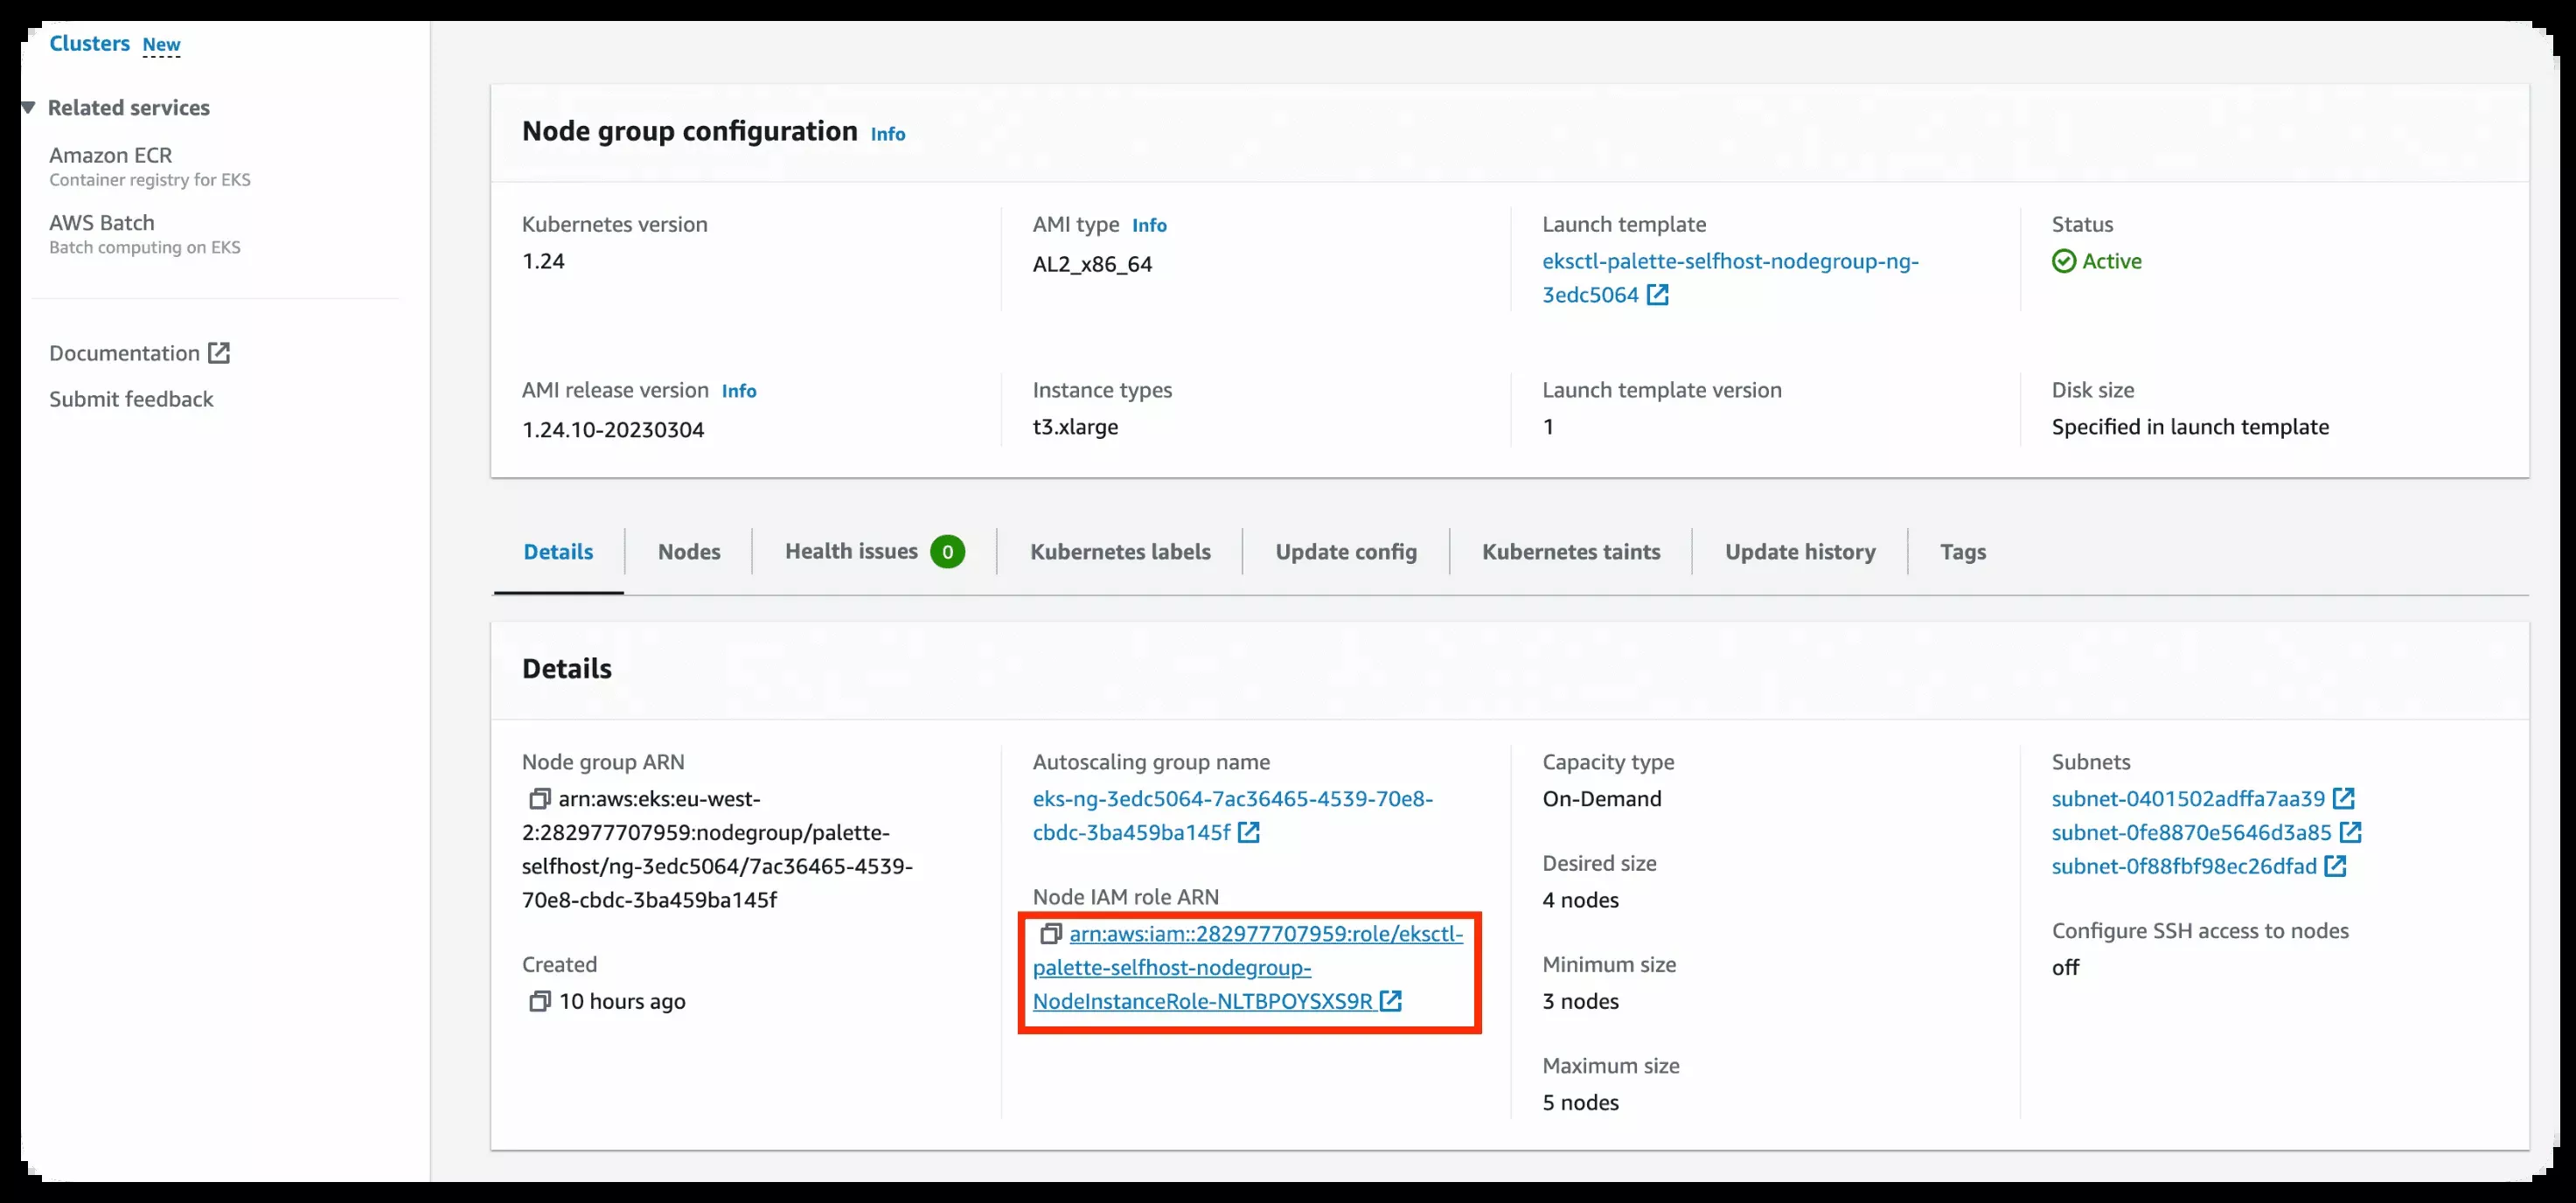 Clusters New
Related services
Amazon ECR
Container registry for EKS
AWS Batch
Batch computing on EKS
Documentation
Submit feedback
Node group configuration Info
Kubernetes version
1.24
AMI type Info
AL2_x86_64
Launch template
eksctl-palette-selfhost-nodegroup-ng-
3edc5064
Status
Active
AMI release version Info
1.24.10-20230304
Instance types
t3.xlarge
Launch template version
1
Disk size
Specified in launch template
Details
Nodes
Health issues 0
Kubernetes labels
Update config
Kubernetes taints
Update history
Tags
Details
Node group ARN
arn:aws:eks:eu-west-
2:282977707959:nodegroup/palette-
selfhost/ng-3edc5064/7ac36465-4539-
70e8-cbdc-3ba459ba145f
Created
10 hours ago
Autoscaling group name
eks-ng-3edc5064-7ac36465-4539-70e8-
cbdc-3ba459ba145f
Node IAM role ARN
arn:aws:iam::282977707959:role/eksctl-
palette-selfhost-nodegroup-
NodeInstanceRole-NLTBPOYSXS9R
Capacity type
On-Demand
Desired size
4 nodes
Minimum size
3 nodes
Maximum size
5 nodes
Subnets
subnet-0401502adffa7aa39
subnet-0fe8870e5646d3a85
subnet-0f88fbf98ec26dfad
Configure SSH access to nodes
off